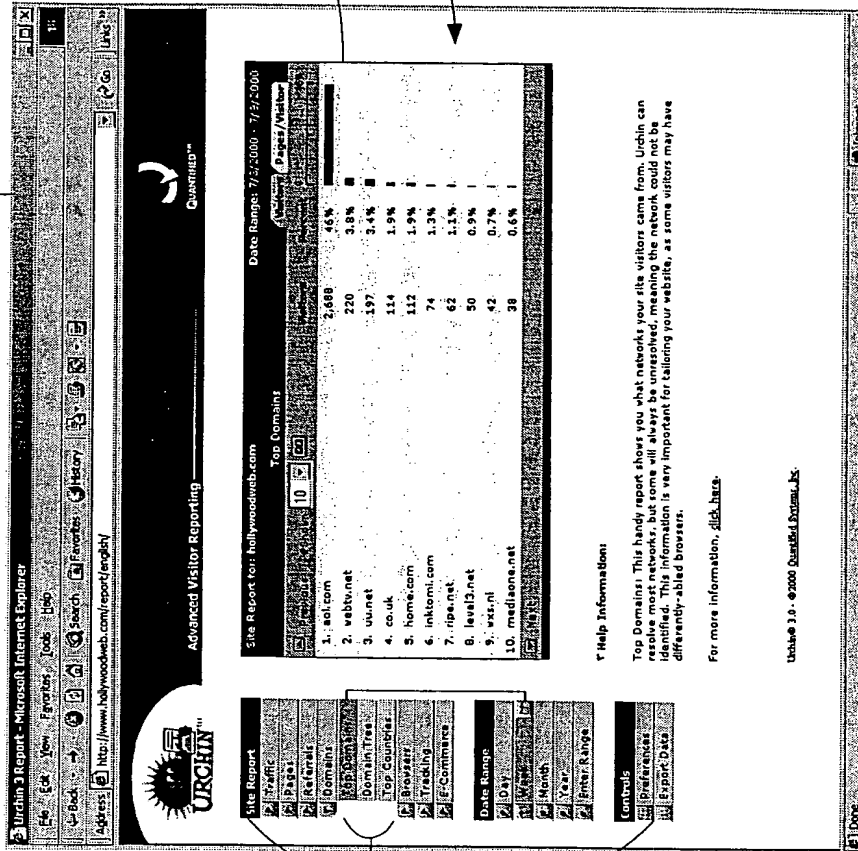 Urchin 3 Report - Microsoft Internet Explorer
File Edit View Favorites Tools Help
Back Search Favorites History
Address http://www.hollywoodweb.com/report/english/ Go Links »
URCHIN™
Advanced Visitor Reporting
QUANTIFIED™
Site Report
Traffic
Pages
Referrals
Domains
Top Domains
Domain Tree
Top Countries
Browsers
Tracking
E-Commerce
Date Range
Day
Week
Month
Year
Enter Range
Controls
Preferences
Export Data
Site Report to: hollywoodweb.com Date Range: 7/3/2000 - 7/9/2000
Top Domains Pages/Visitor
10 GO
1. aol.com 2,688 46%
2. webtv.net 220 3.8%
3. uu.net 197 3.4%
4. co.uk 114 1.9%
5. home.com 112 1.9%
6. inktomi.com 74 1.3%
7. ripe.net 62 1.1%
8. level3.net 50 0.9%
9. vxs.nl 42 0.7%
10. mediaone.net 38 0.6%
Help Information:
Top Domains: This handy report shows you what networks your site visitors came from. Urchin can
resolve most networks, but some will always be unresolved, meaning the network could not be
identified. This information is very important for tailoring your website, as some visitors may have
differently-abled browsers.
For more information, click here.
Urchin® 3.0 - ©2000 Quantified Systems, Inc.
Done